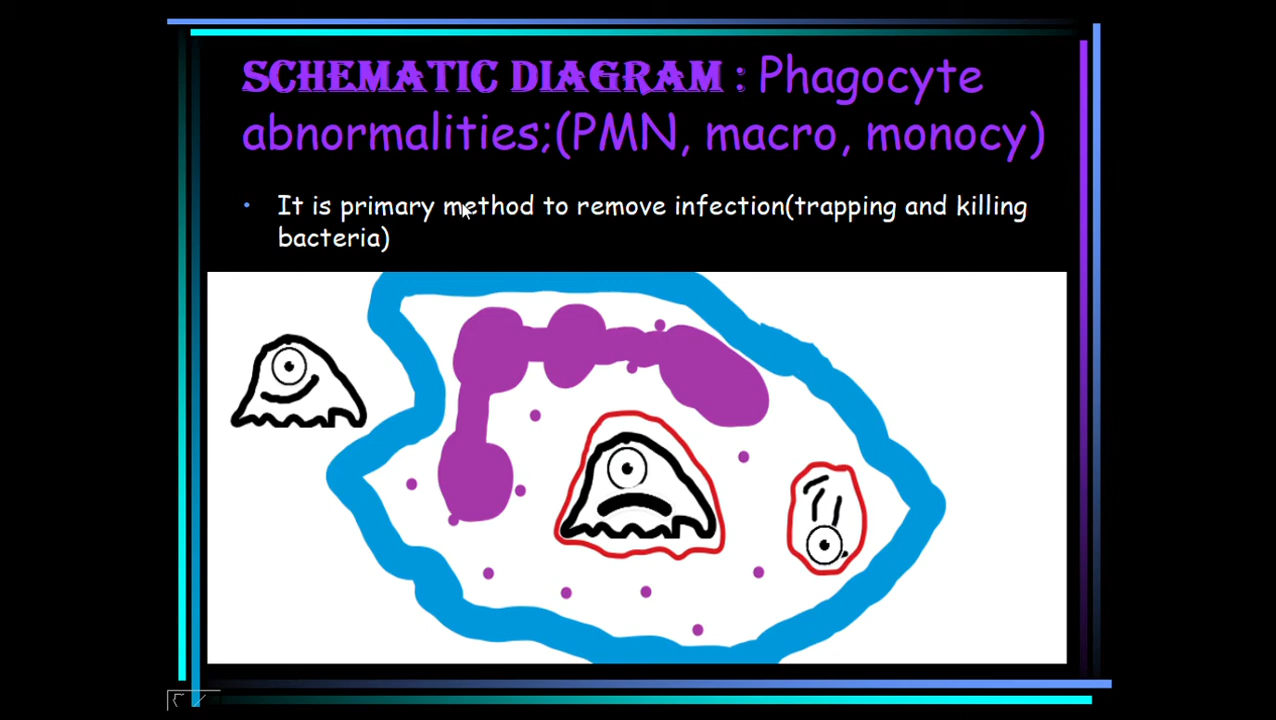 SCHEMATIC DIAGRAM : Phagocyte
abnormalities;(PMN, macro, monocy)
• It is primary method to remove infection(trapping and killing
bacteria)